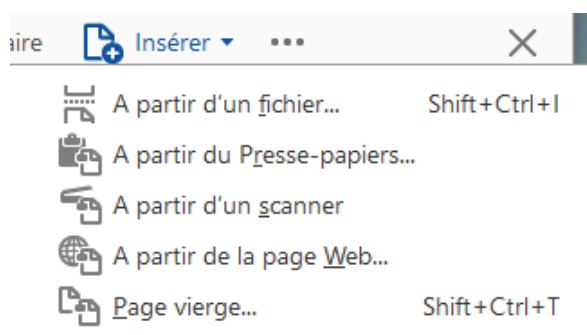 aire Insérer
A partir d'un fichier... Shift+Ctrl+I
A partir du Presse-papiers...
A partir d'un scanner
A partir de la page Web...
Page vierge... Shift+Ctrl+T